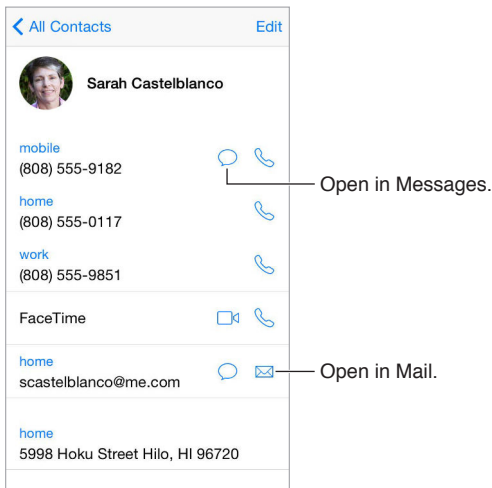 All Contacts Edit
Sarah Castelblanco
mobile
(808) 555-9182
Open in Messages.
home
(808) 555-0117
work
(808) 555-9851
FaceTime
home
scastelblanco@me.com
Open in Mail.
home
5998 Hoku Street Hilo, HI 96720